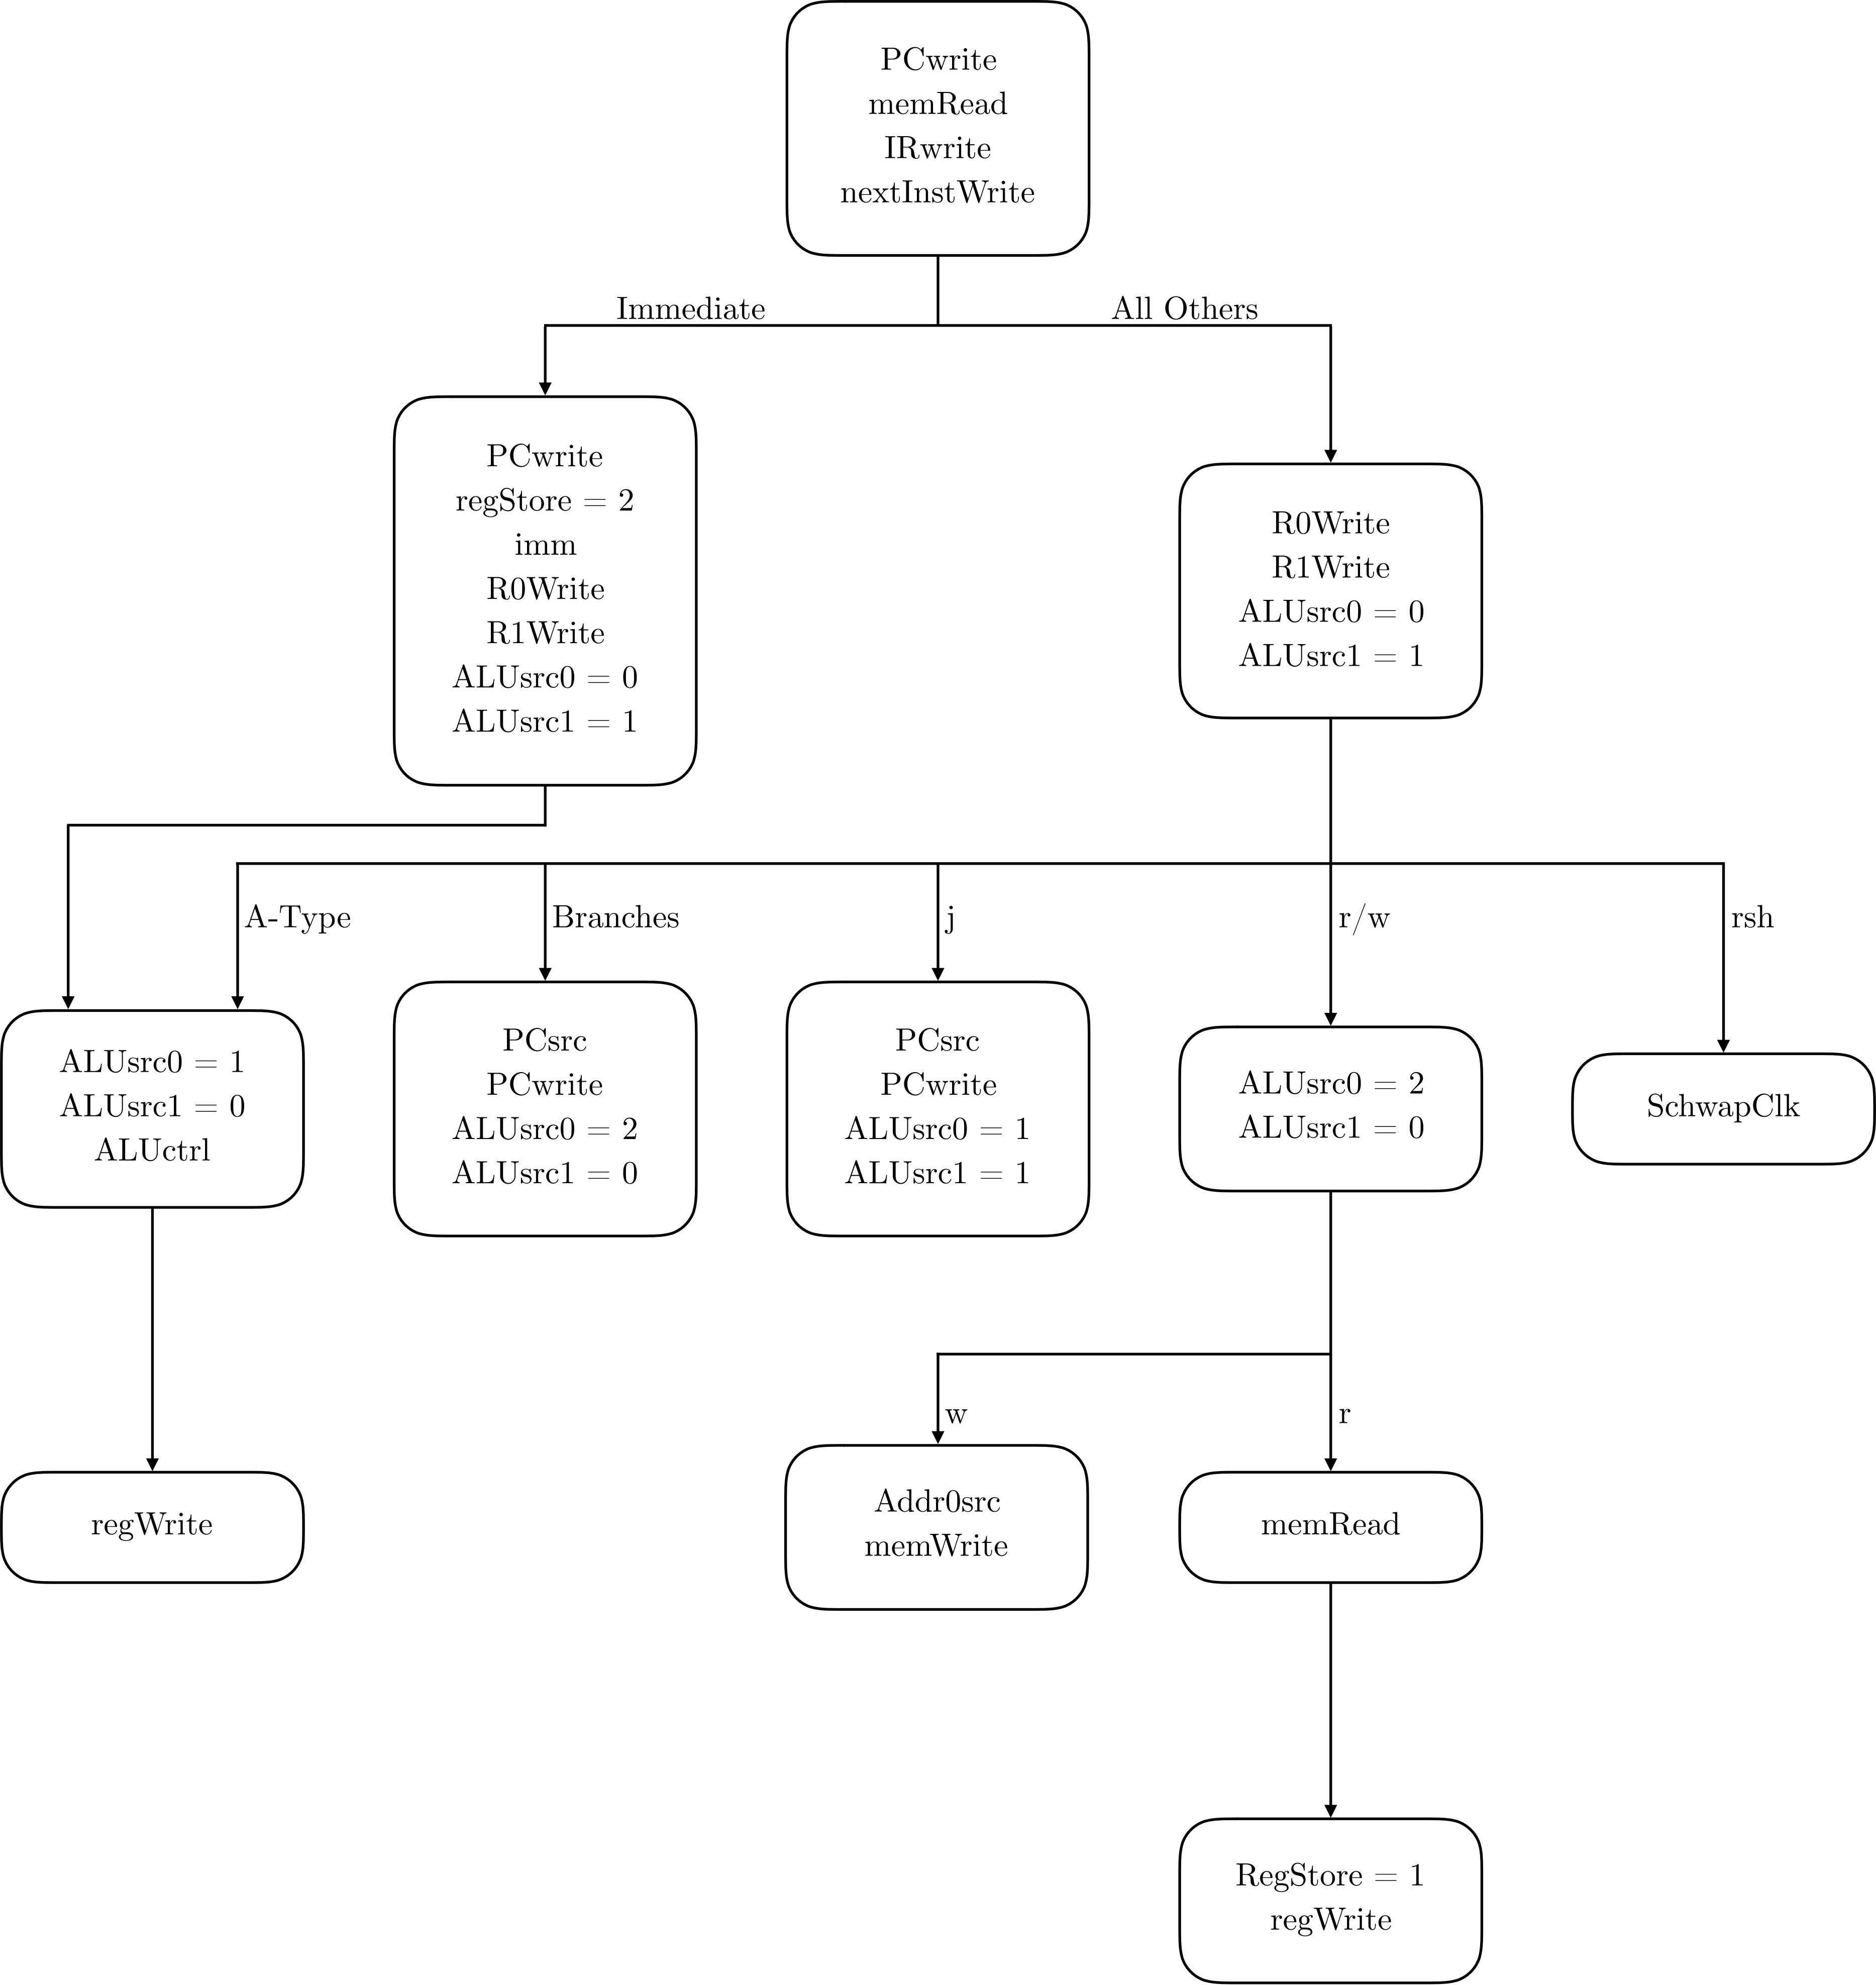 PCwrite
memRead
IRwrite
nextInstWrite
Immediate
All Others
PCwrite
regStore = 2
imm
R0Write
R1Write
ALUsrc0 = 0
ALUsrc1 = 1
R0Write
R1Write
ALUsrc0 = 0
ALUsrc1 = 1
A-Type
Branches
j
r/w
rsh
ALUsrc0 = 1
ALUsrc1 = 0
ALUctrl
PCsrc
PCwrite
ALUsrc0 = 2
ALUsrc1 = 0
PCsrc
PCwrite
ALUsrc0 = 1
ALUsrc1 = 1
ALUsrc0 = 2
ALUsrc1 = 0
SchwapClk
w
r
regWrite
Addr0src
memWrite
memRead
RegStore = 1
regWrite